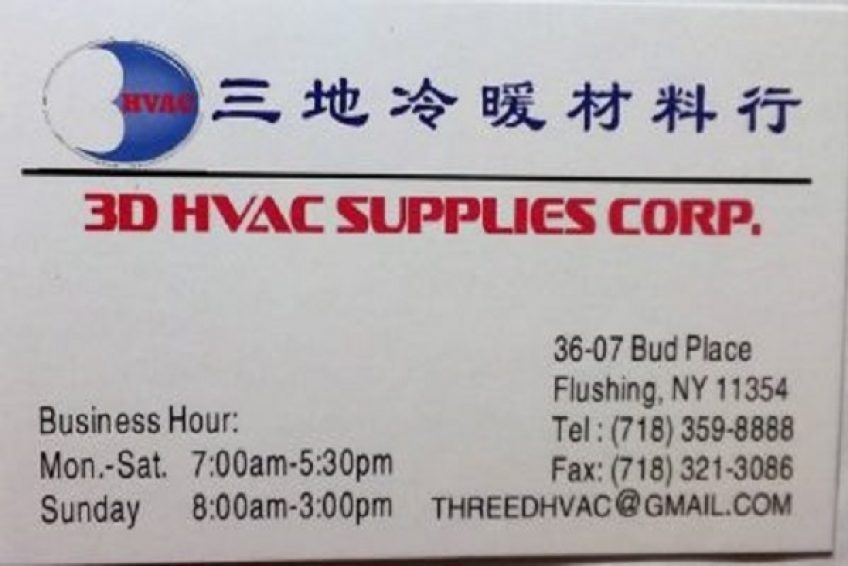 HVAC 三地冷暖材料行
3D HVAC SUPPLIES CORP.
36-07 Bud Place
Flushing, NY 11354
Tel : (718) 359-8888
Fax: (718) 321-3086
THREEDHVAC@GMAIL.COM
Business Hour:
Mon.-Sat. 7:00am-5:30pm
Sunday 8:00am-3:00pm